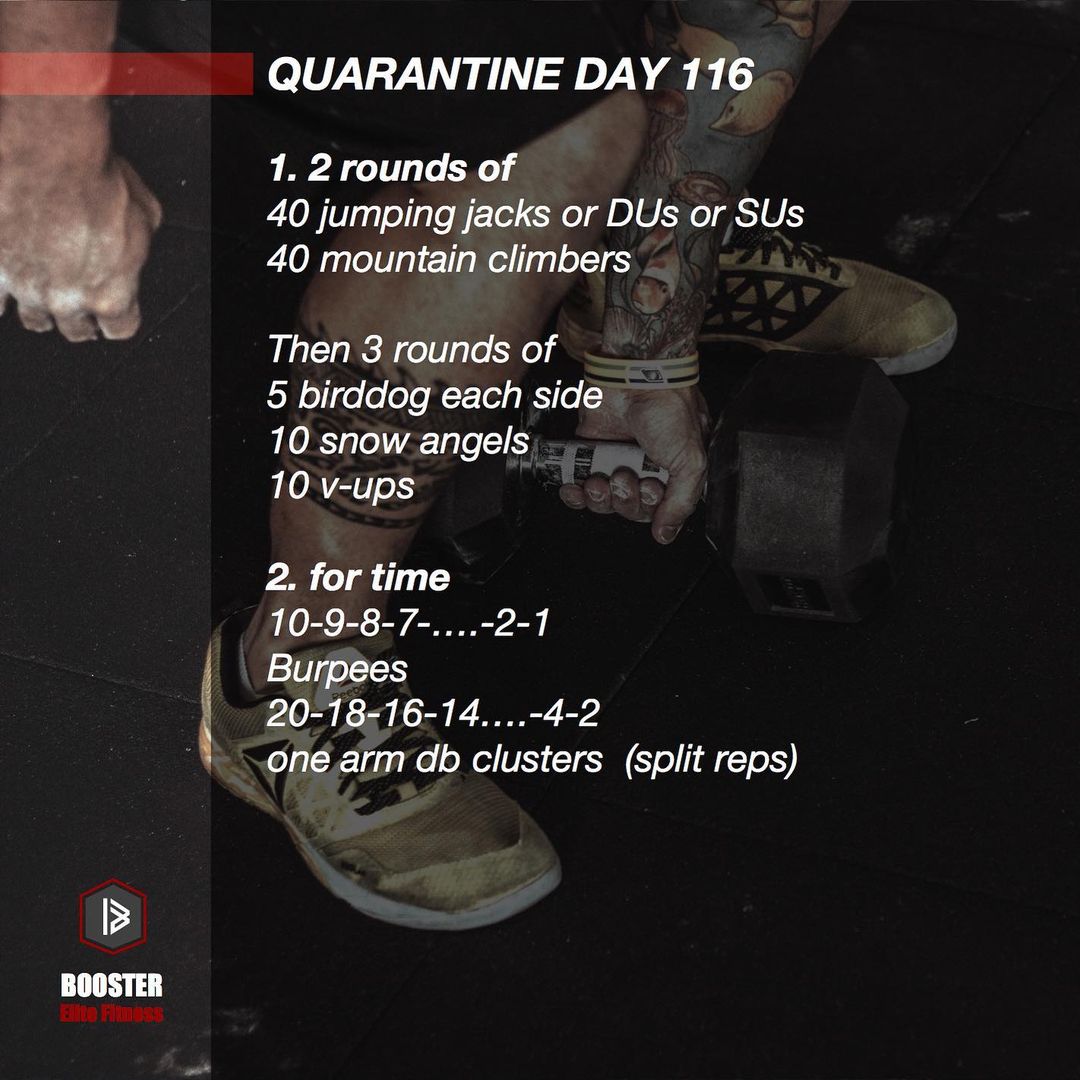 QUARANTINE DAY 116
1. 2 rounds of
40 jumping jacks or DUs or SUs
40 mountain climbers
Then 3 rounds of
5 birddog each side
10 snow angels
10 v-ups
2. for time
10-9-8-7-....-2-1
Burpees
20-18-16-14....-4-2
one arm db clusters (split reps)
BOOSTER
Elite Fitness